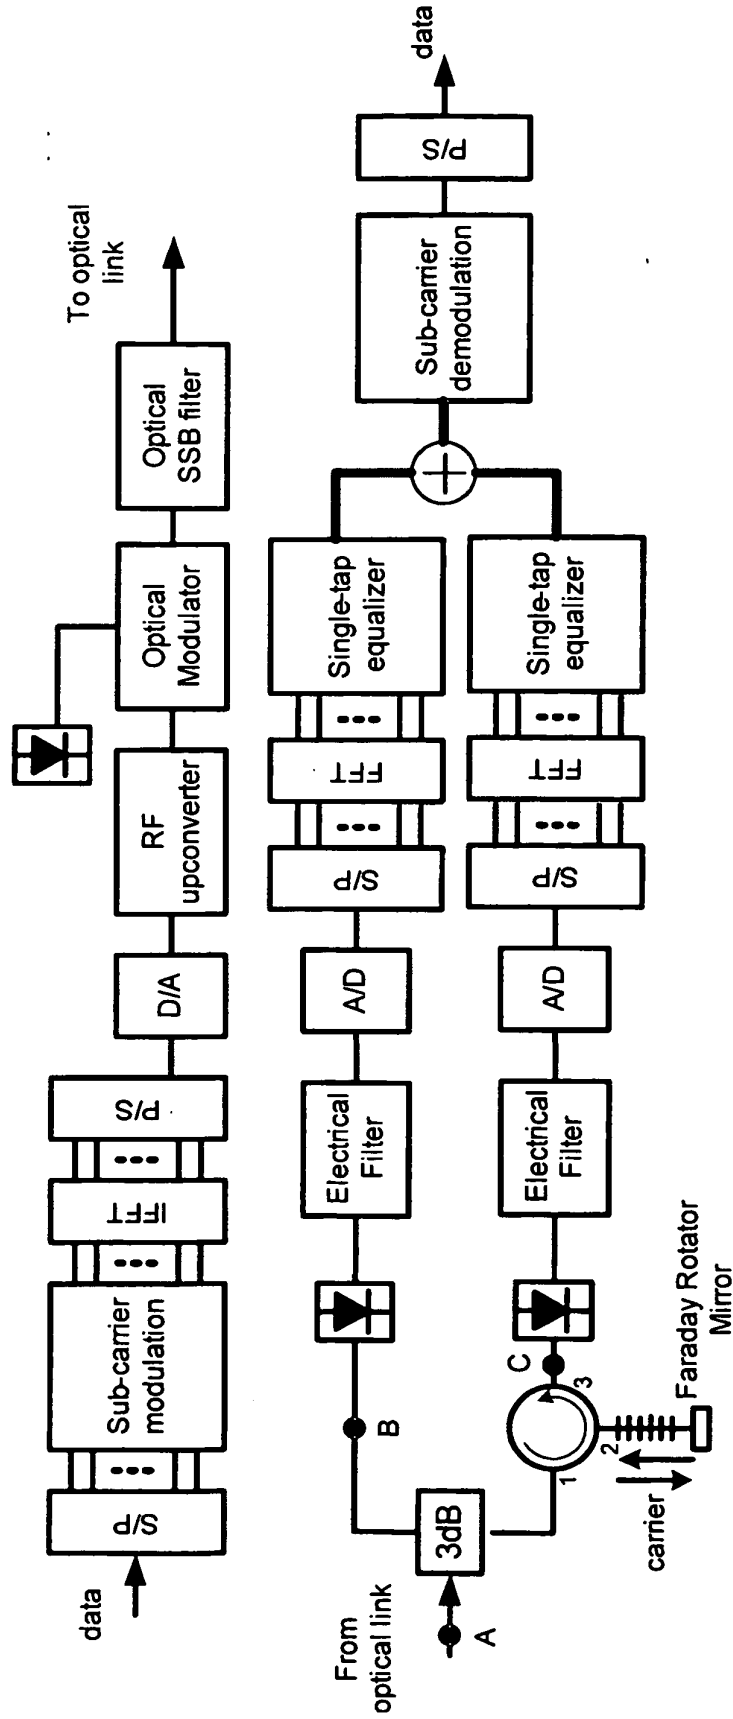 data
S/P
Sub-carrier
modulation
IFFT
P/S
D/A
RF
upconverter
Optical
Modulator
Optical
SSB filter
To optical
link
From
optical link
A
3dB
B
Electrical
Filter
A/D
S/P
FFT
Single-tap
equalizer
Sub-carrier
demodulation
P/S
data
1
2
3
C
carrier
Faraday Rotator
Mirror
Electrical
Filter
A/D
S/P
FFT
Single-tap
equalizer